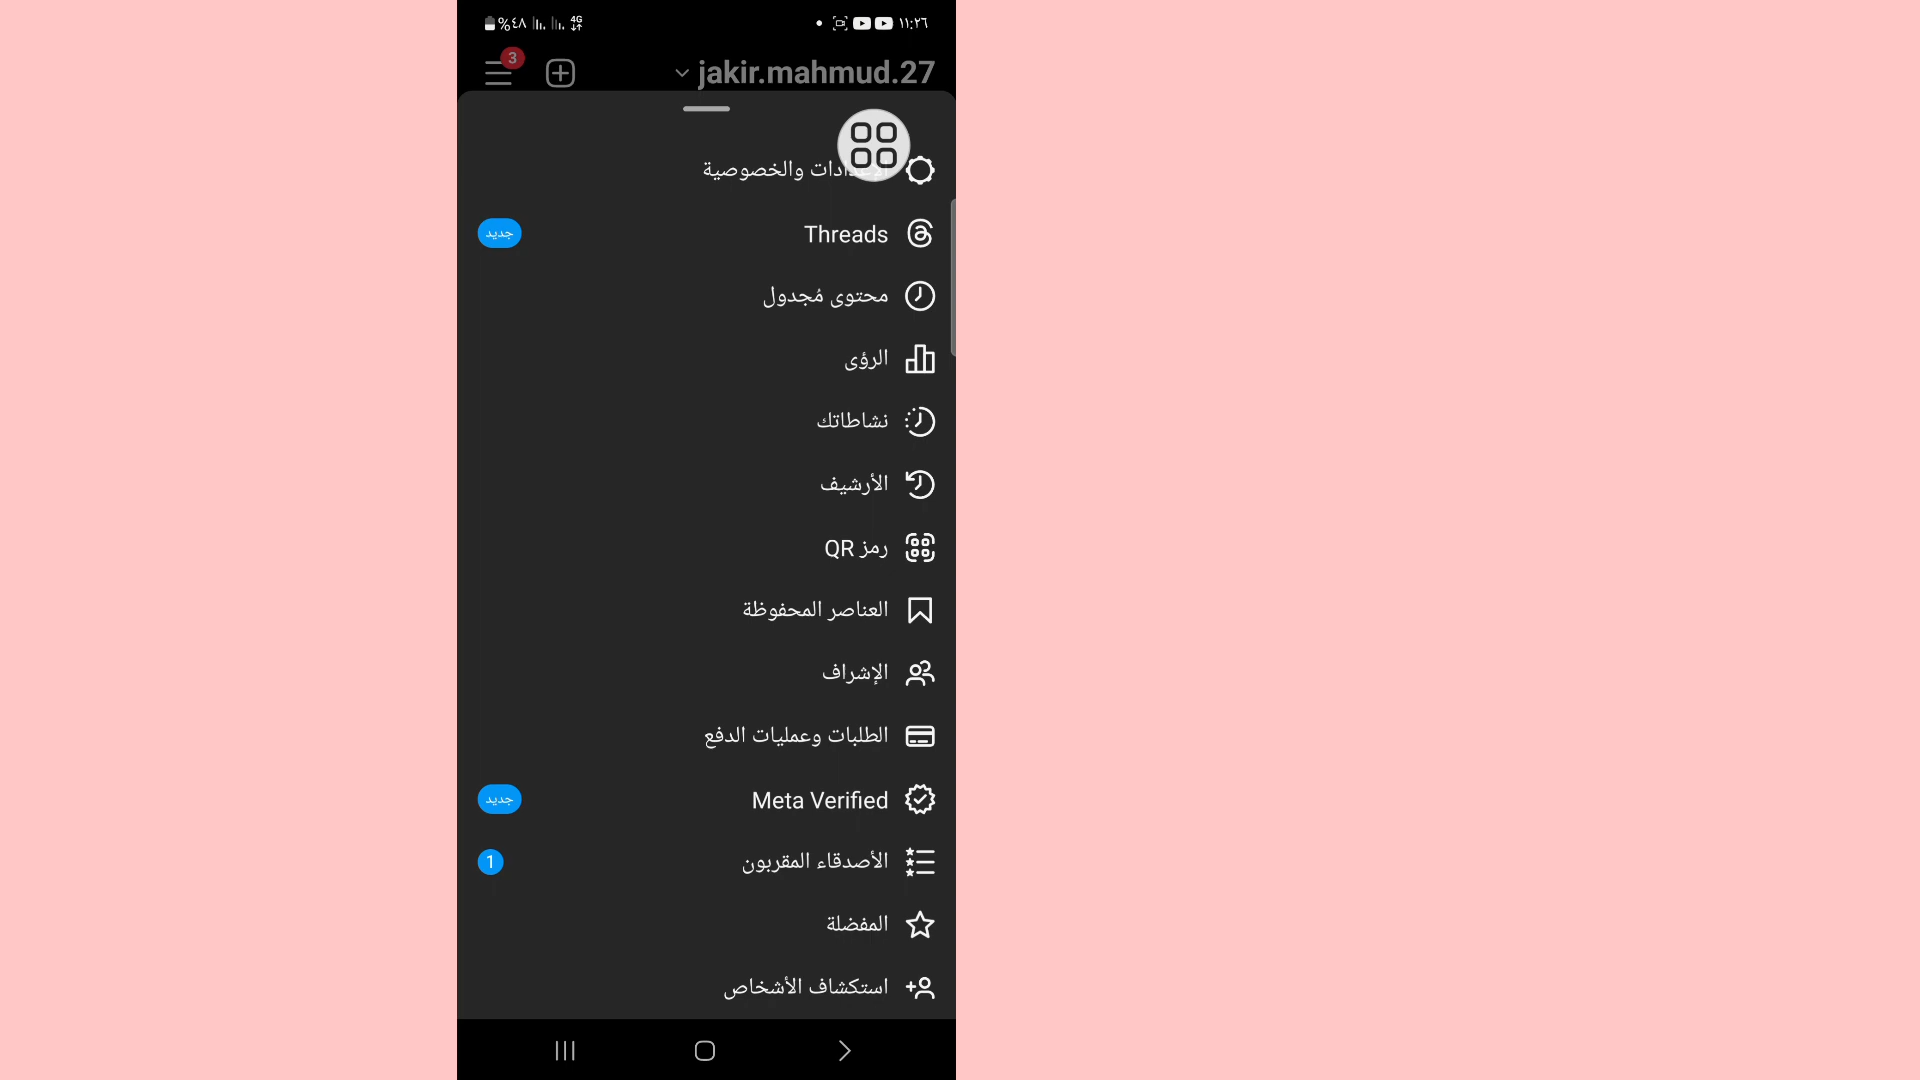 %٤٨ 4G ١١:٢٦
3
jakir.mahmud.27
والخصوصية
Threads
جديد
محتوى مُجدول
الرؤى
نشاطاتك
الأرشيف
رمز QR
العناصر المحفوظة
الإشراف
الطلبات وعمليات الدفع
Meta Verified
جديد
الأصدقاء المقربون
1
المفضلة
استكشاف الأشخاص